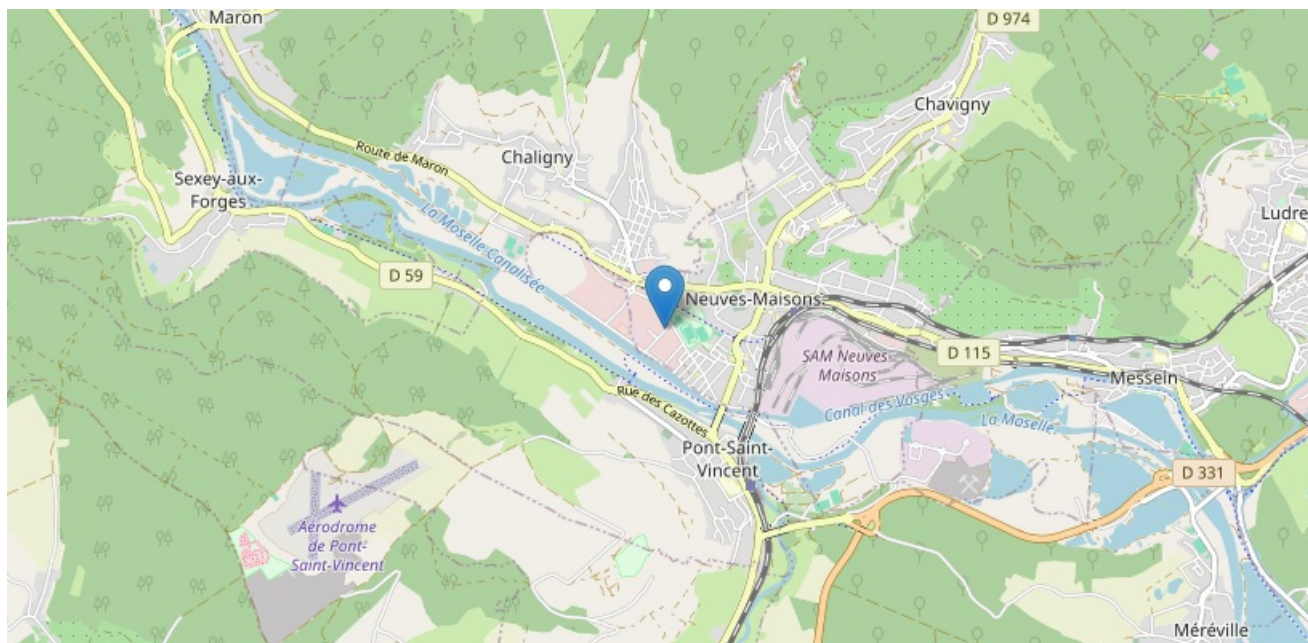 Maron
D 974
Chavigny
Route de Maron
Chaligny
Sexey-aux-
Forges
Ludre
La Moselle Canalisée
D 59
Neuves-Maisons
SAM Neuves-
Maisons
D 115
Messein
Rue des Cazottes
Canal des Vosges
La Moselle
Pont-Saint-
Vincent
D 331
Aérodrome
de Pont-
Saint-Vincent
Méréville